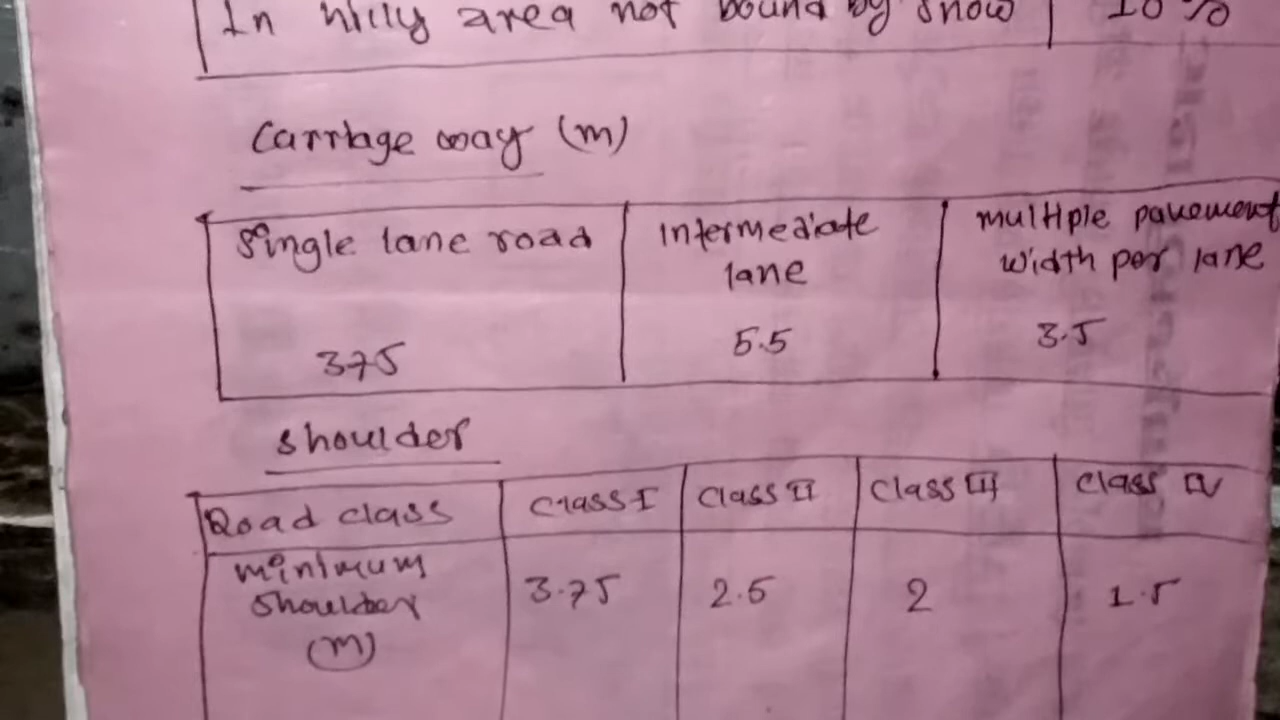 In hilly area not bound by snow 10%
Carriage way (m)
Single lane road Intermediate lane multiple pavement width per lane
375 5.5 3.5
Shoulder
Road class Class I Class II Class III Class IV
minimum shoulder (m) 3.75 2.5 2 1.5